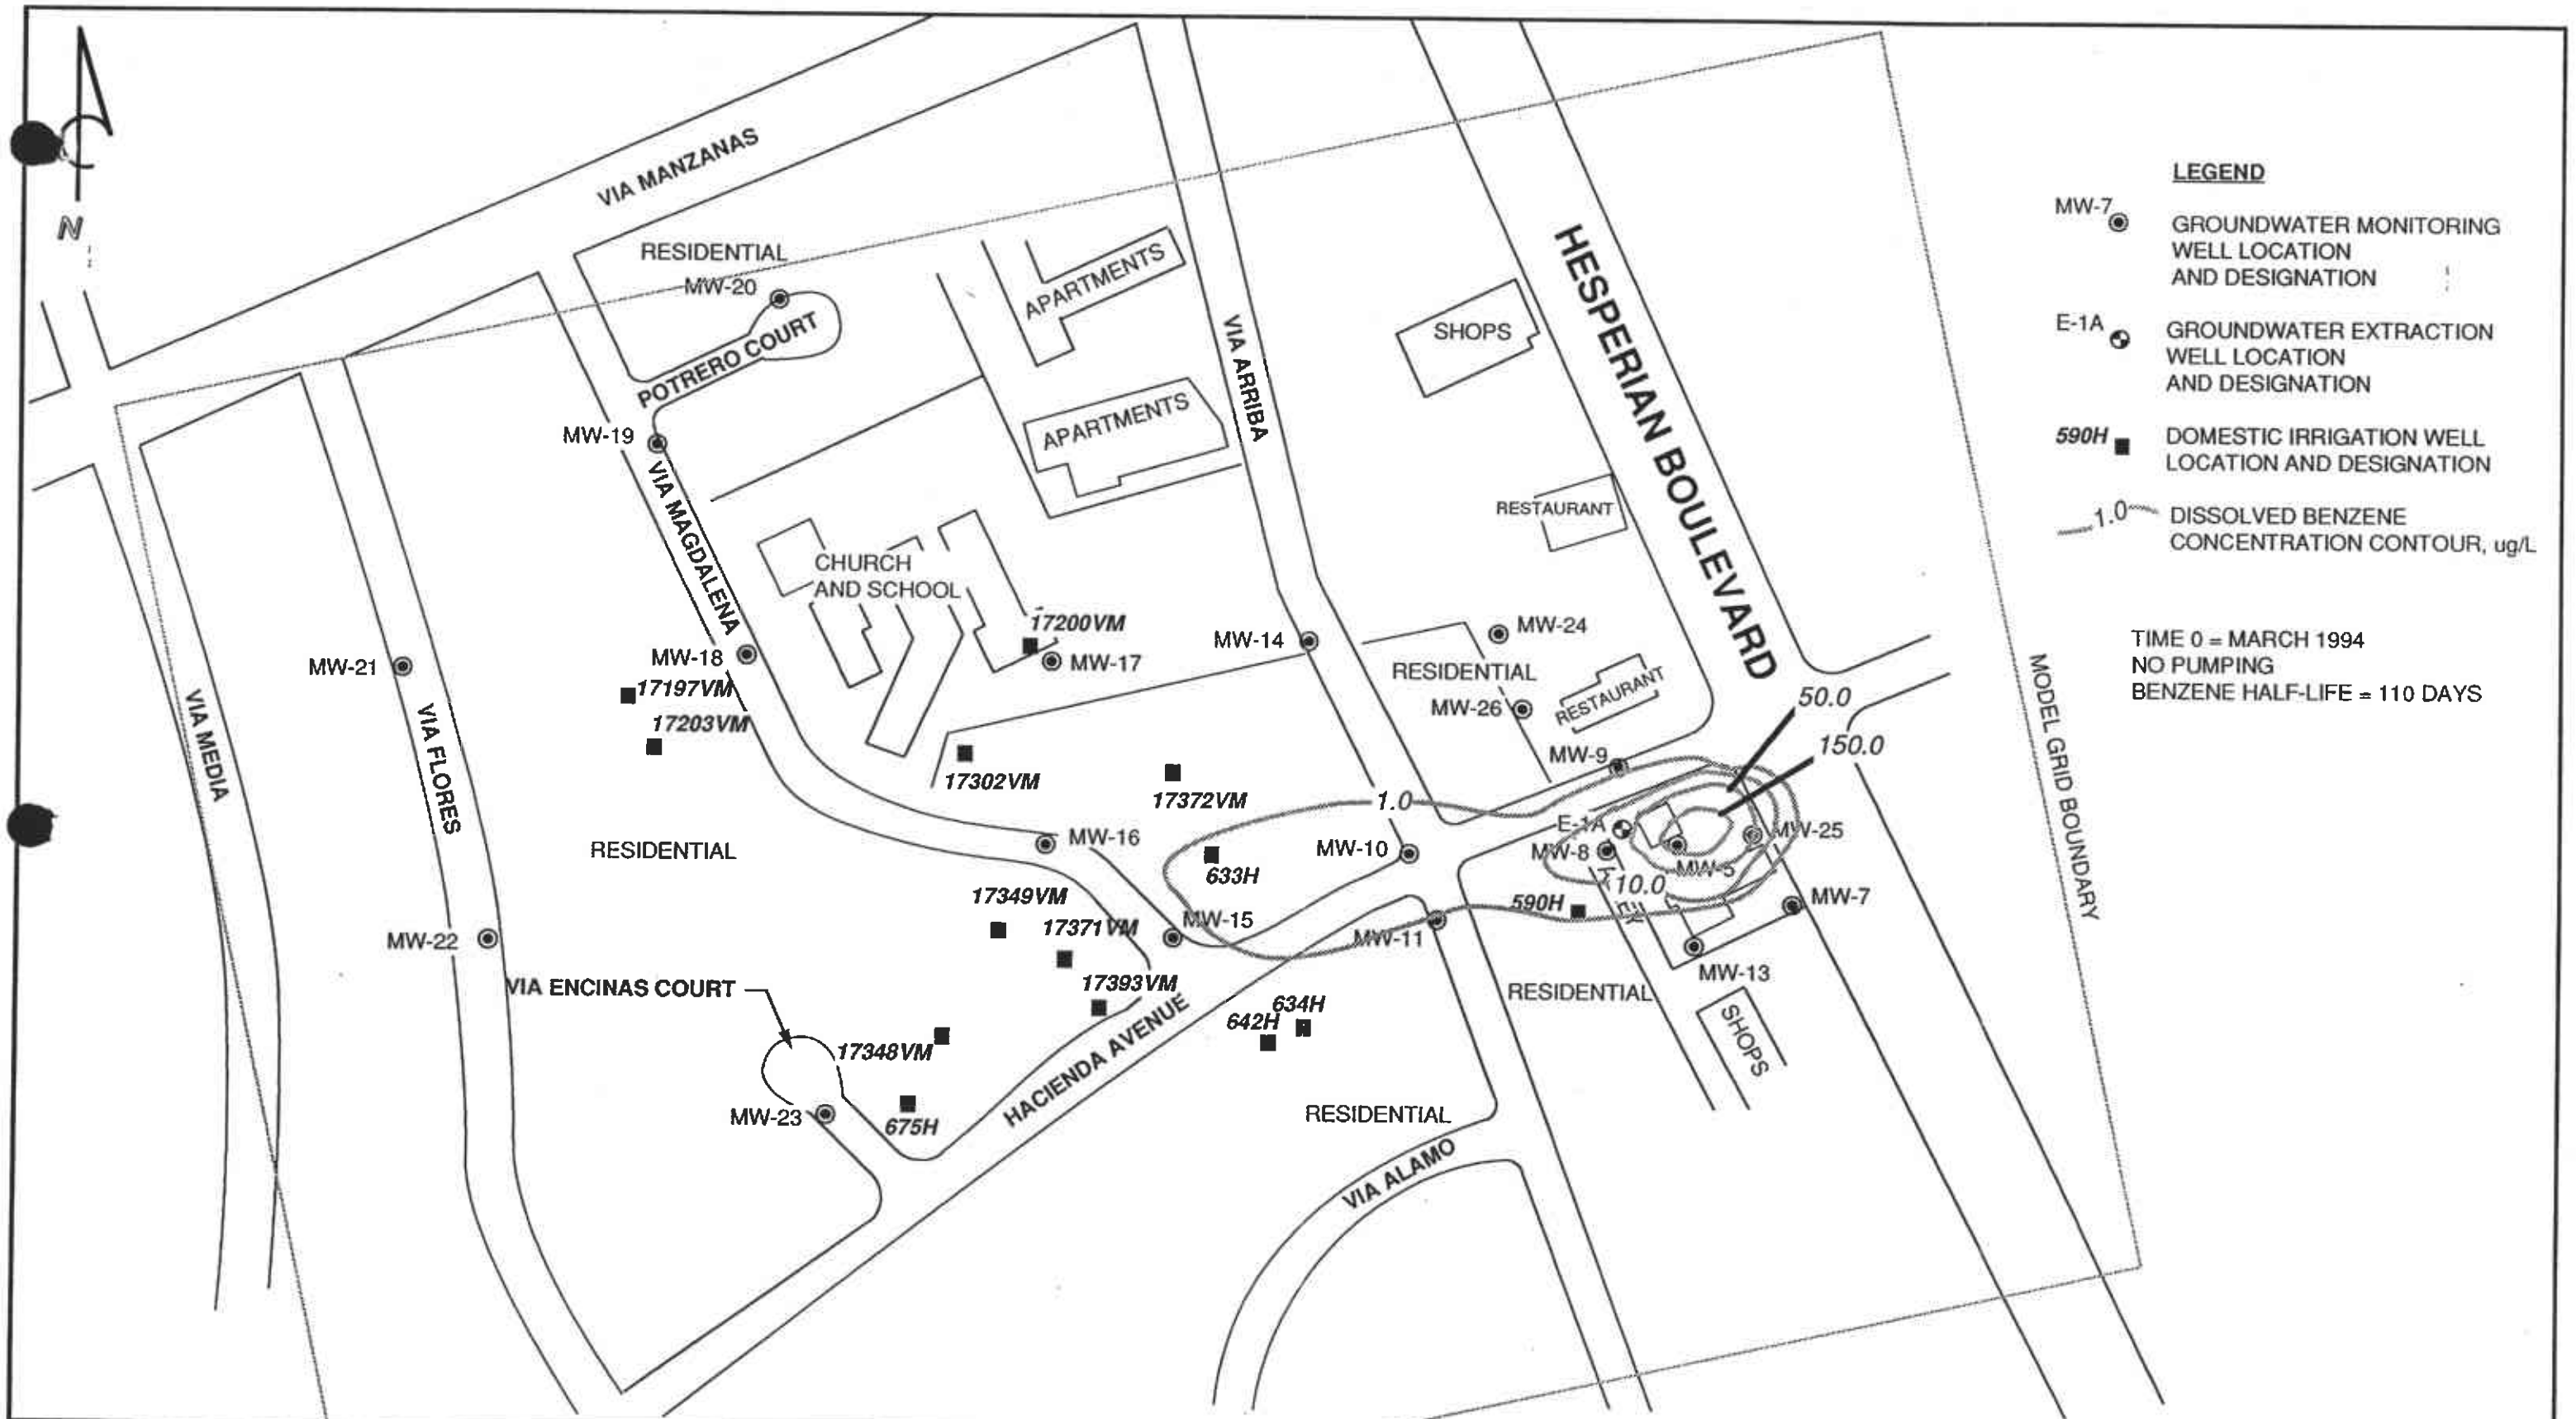 N
VIA MANZANAS
RESIDENTIAL
MW-20
POTRERO COURT
APARTMENTS
APARTMENTS
VIA ARRIBA
SHOPS
HESPERIAN BOULEVARD
MW-19
VIA MAGDALENA
RESTAURANT
CHURCH
AND SCHOOL
17200VM
MW-17
MW-14
MW-24
RESIDENTIAL
MW-26
RESTAURANT
MW-18
MW-21
17197VM
17203VM
VIA MEDIA
VIA FLORES
17302VM
17372VM
MW-9
50.0
150.0
1.0
E-1A
MW-25
MW-8
MW-5
10.0
MW-10
MW-16
RESIDENTIAL
633H
17349VM
17371VM
MW-15
MW-11
590H
MW-7
MW-13
MW-22
17393VM
VIA ENCINAS COURT
634H
642H
RESIDENTIAL
SHOPS
17348VM
HACIENDA AVENUE
MW-23
675H
RESIDENTIAL
VIA ALAMO
MODEL GRID BOUNDARY
LEGEND
MW-7
GROUNDWATER MONITORING
WELL LOCATION
AND DESIGNATION
E-1A
GROUNDWATER EXTRACTION
WELL LOCATION
AND DESIGNATION
590H
DOMESTIC IRRIGATION WELL
LOCATION AND DESIGNATION
1.0
DISSOLVED BENZENE
CONCENTRATION CONTOUR, ug/L
TIME 0 = MARCH 1994
NO PUMPING
BENZENE HALF-LIFE = 110 DAYS